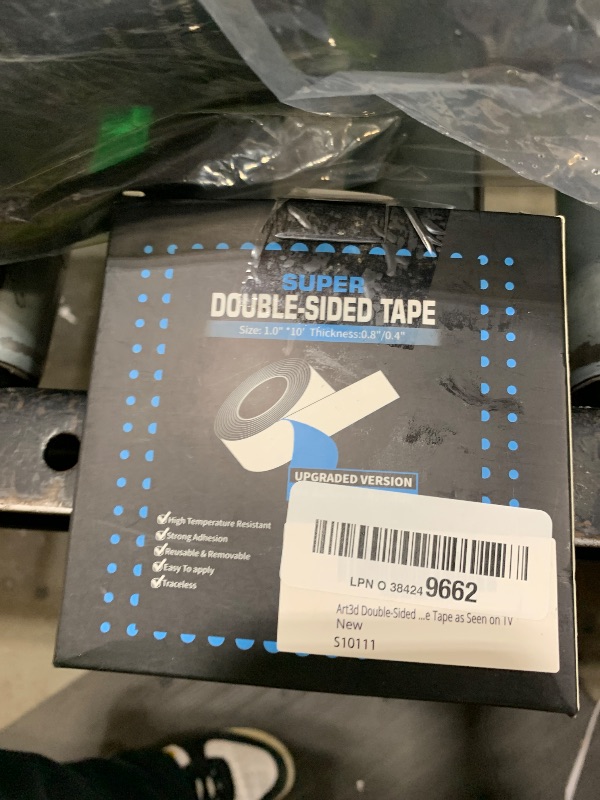 SUPER
DOUBLE-SIDED TAPE
Size: 1.0" *10' Thickness:0.8"/0.4"
UPGRADED VERSION
High Temperature Resistant
Strong Adhesion
Reusable & Removable
Easy To apply
Traceless
LPN O 38424 9662
Art3d Double-Sided ...e Tape as Seen on TV
New
S10111